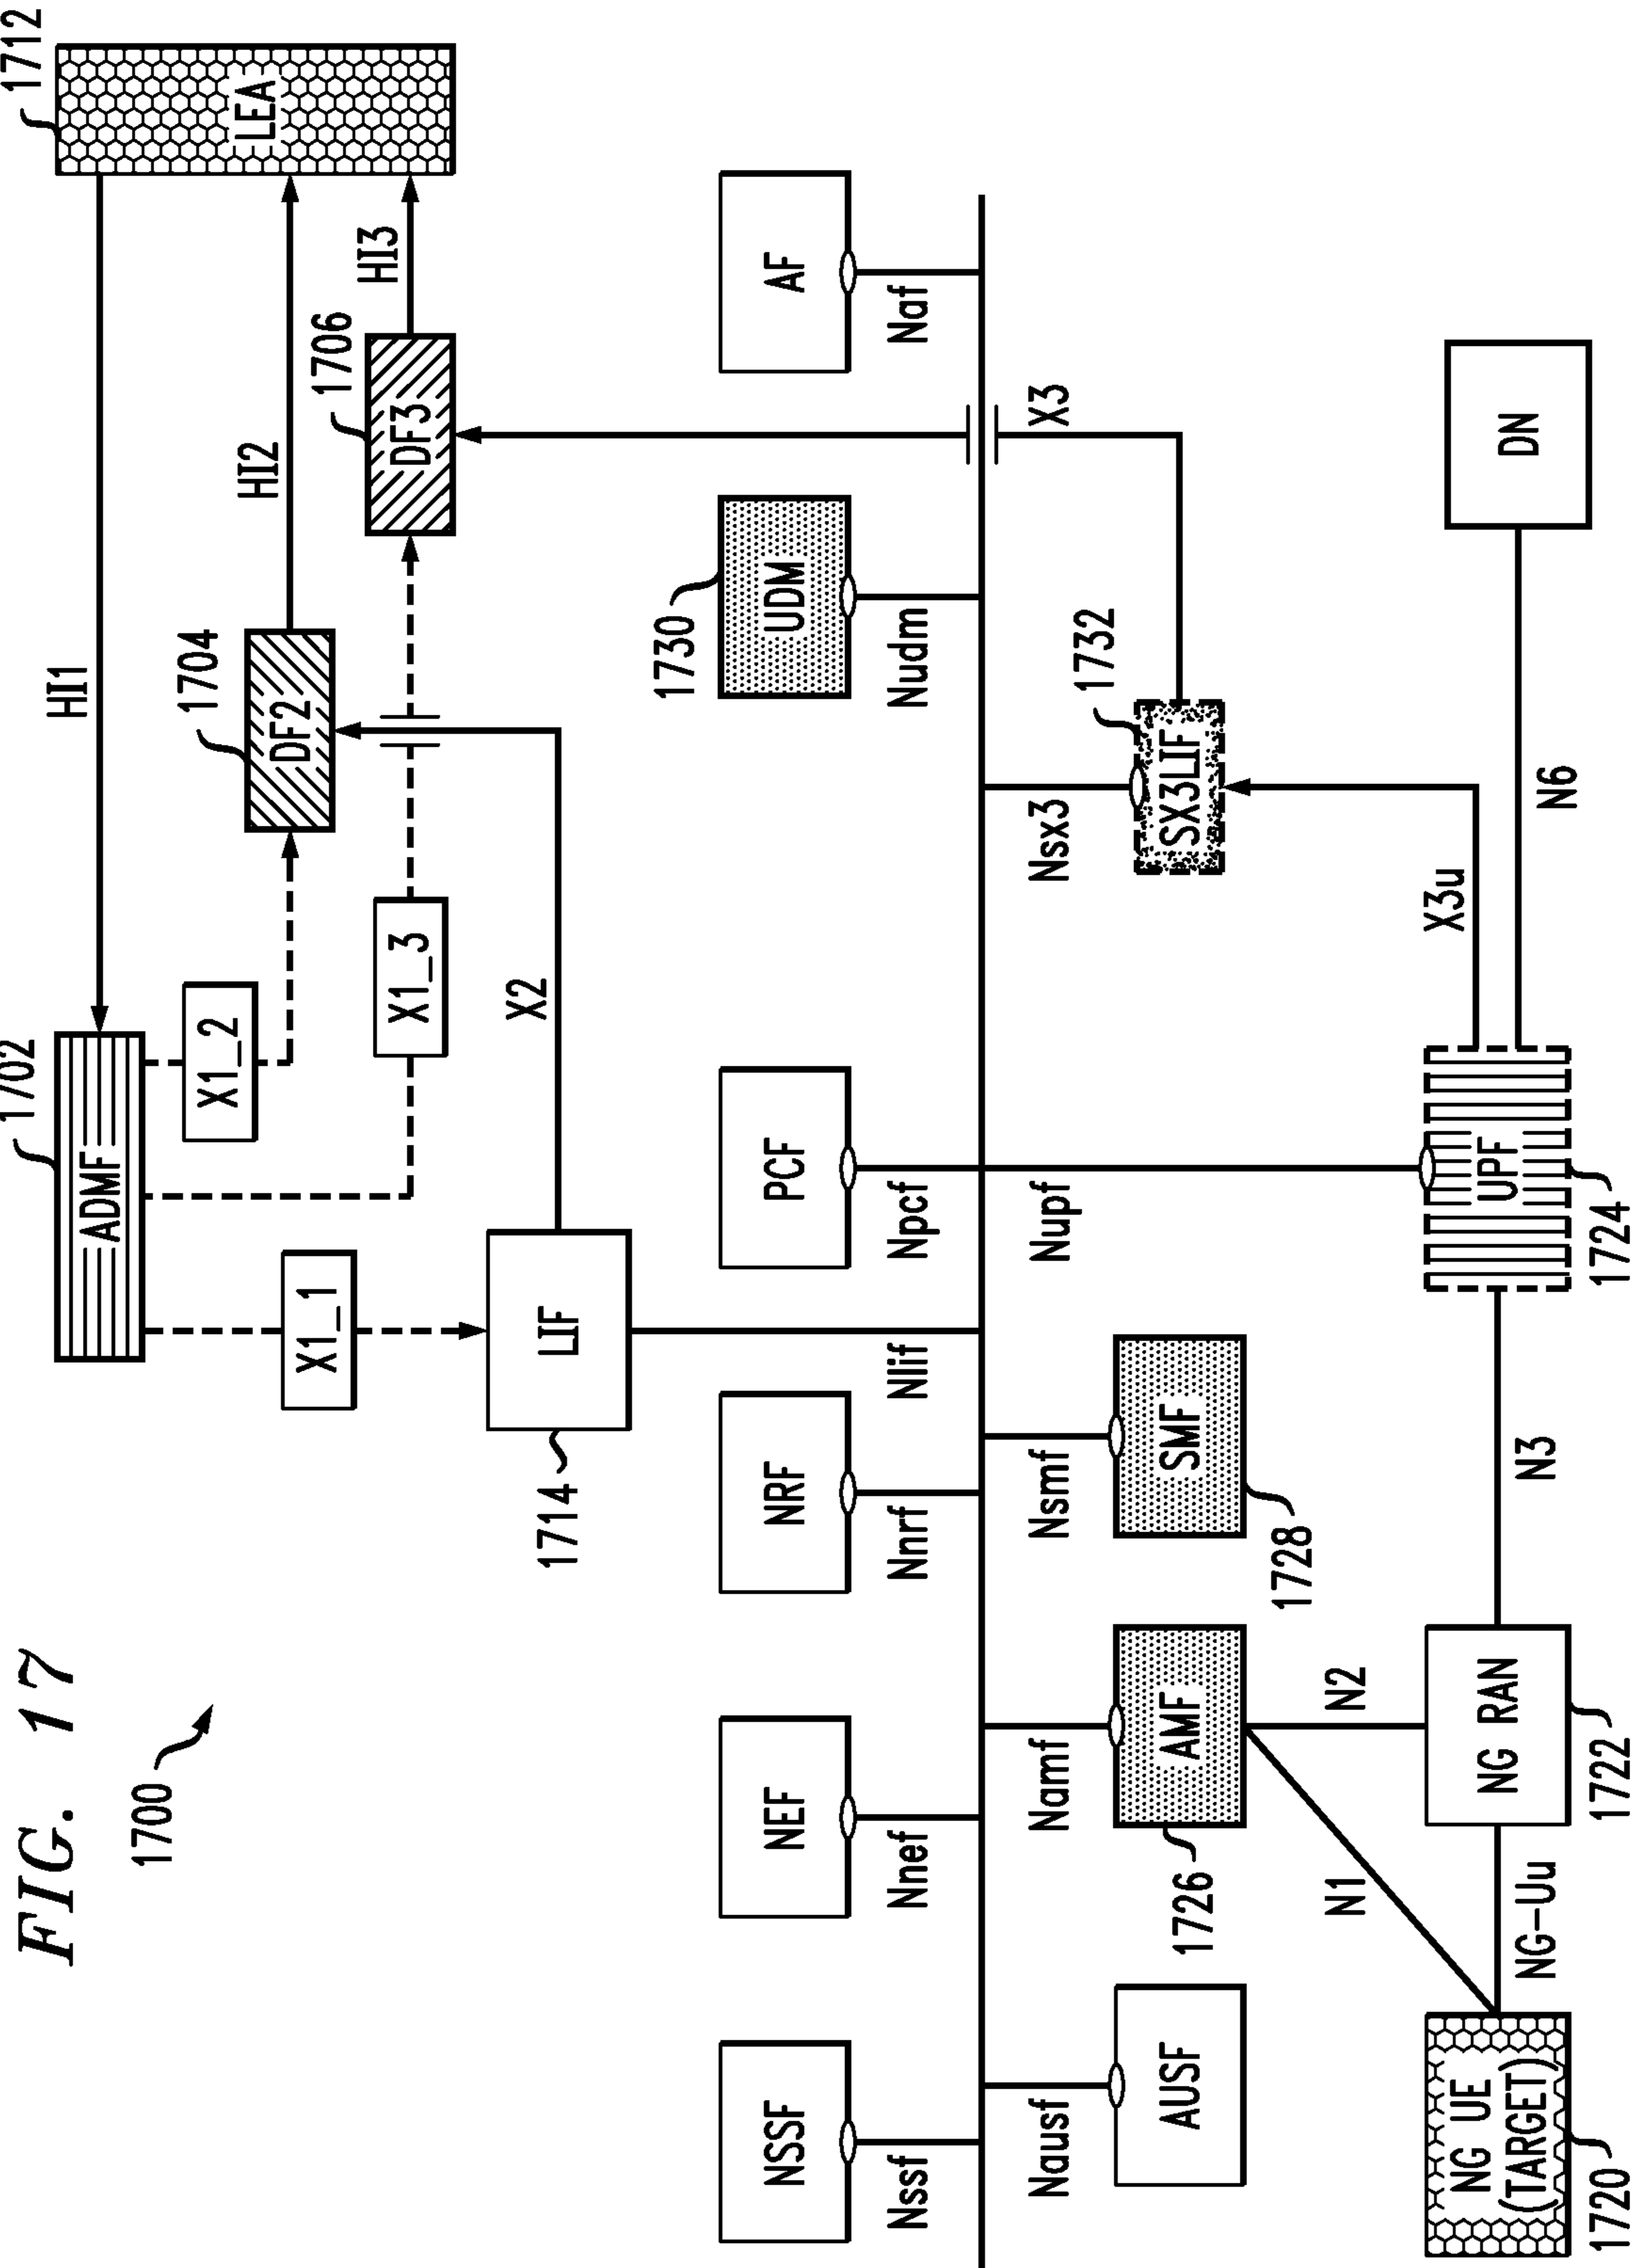 FIG. 17
1700
1702
ADMF
HI1
1712
LEA
X1_1
X1_2
X1_3
1704
DF2
HI2
1706
DF3
HI3
1714
LIF
X2
NSSF
NEF
NRF
PCF
1730
UDM
AF
Nssf
Nnef
Nnrf
Nlif
Npcf
Nudm
Naf
Nausf
Namf
Nsmf
Nupf
Nsx3
X3
AUSF
1726
AMF
SMF
1728
SX3LIF
1732
N1
N2
X3u
NG UE
(TARGET)
1720
NG-Uu
NG RAN
1722
N3
UPF
1724
N6
DN